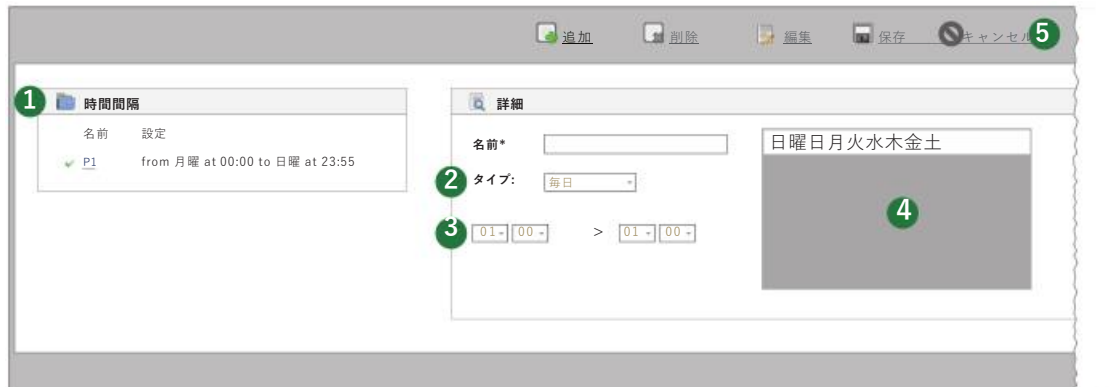 追加 削除 編集 保存 キャンセル 5
1 時間間隔
名前 設定
P1 from 月曜 at 00:00 to 日曜 at 23:55
詳細
名前*
日曜日月火水木金土
2 タイプ: 毎日
3 01 00 > 01 00
4